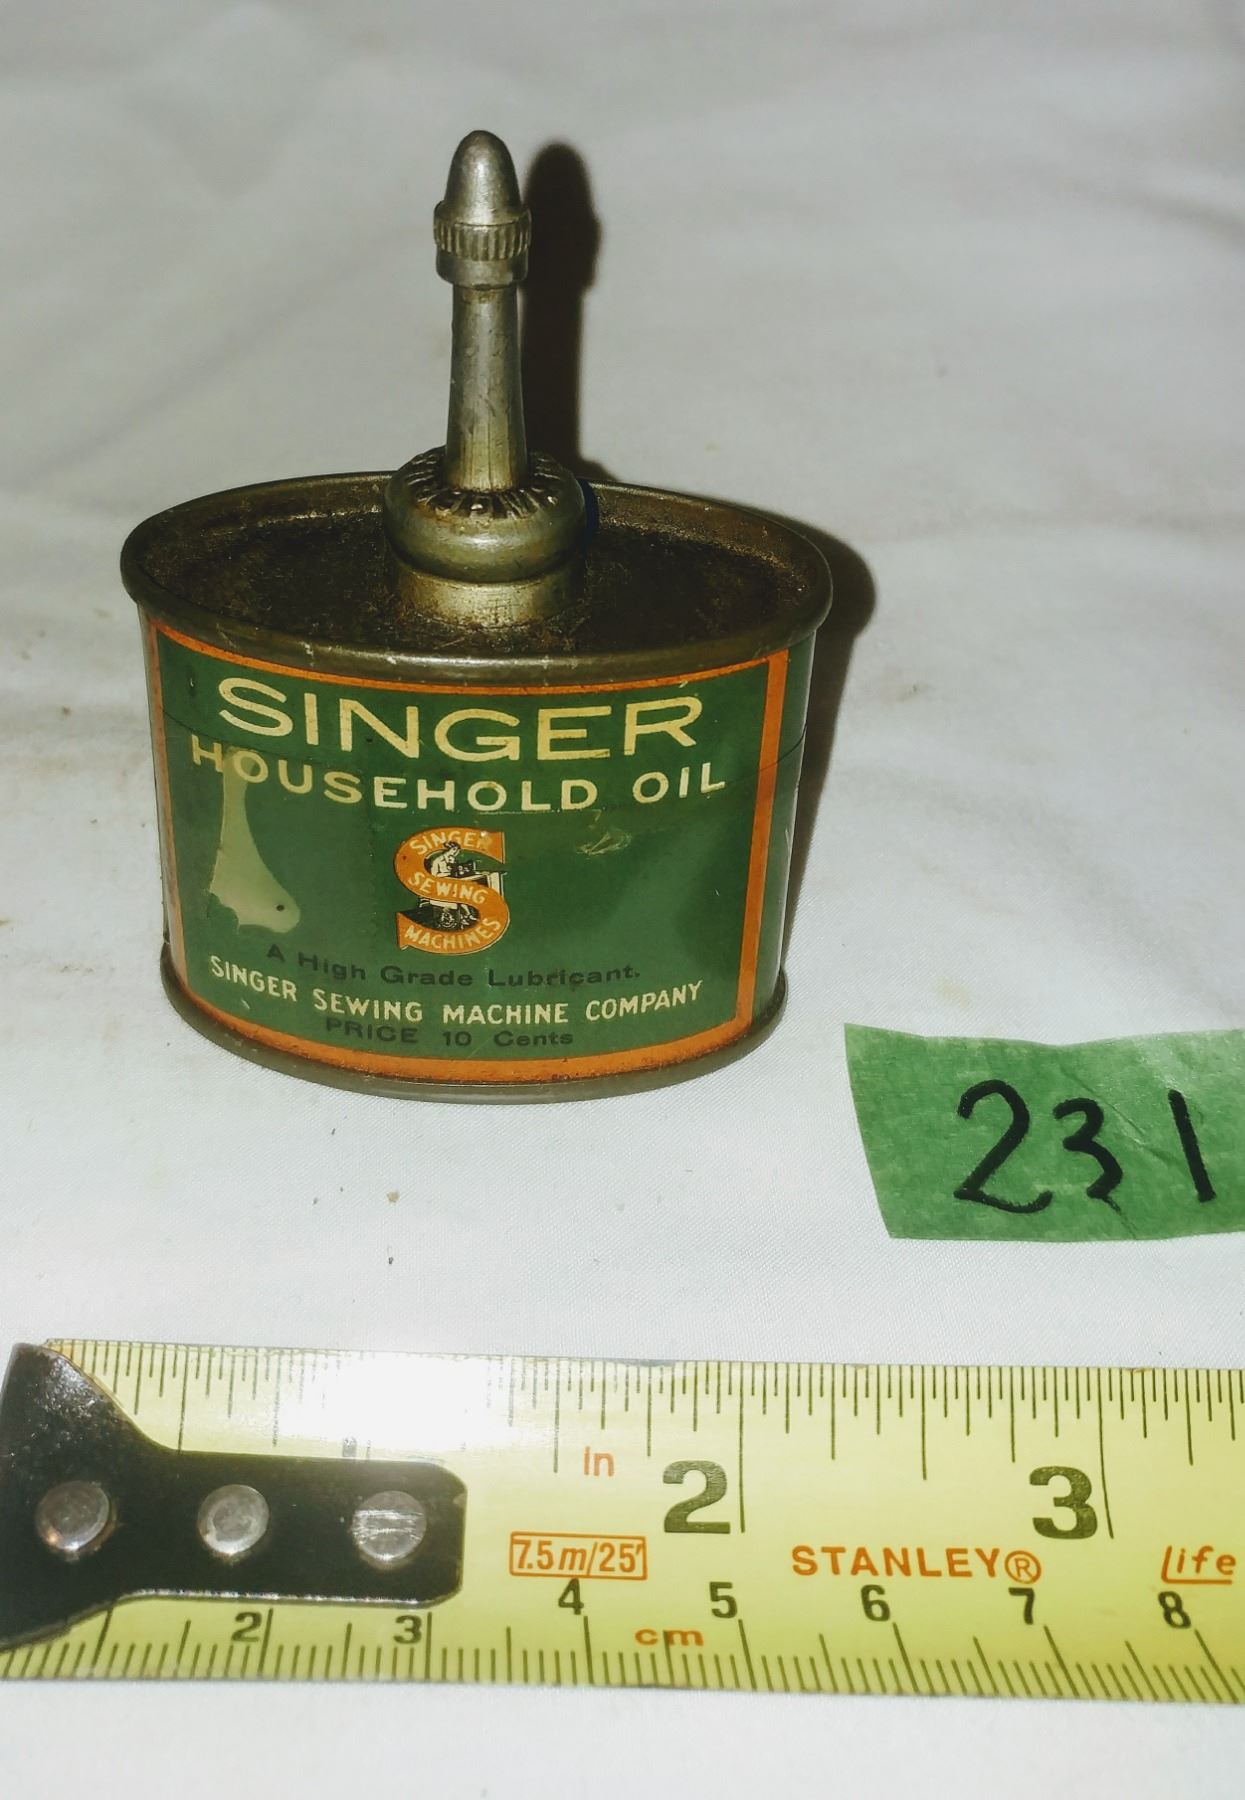 SINGER
HOUSEHOLD OIL
SINGER
SEWING
MACHINES
A High Grade Lubricant.
SINGER SEWING MACHINE COMPANY
PRICE 10 Cents
231
in
2
3
7.5m/25'
STANLEY®
life
2 3 4 5 6 7 8
cm